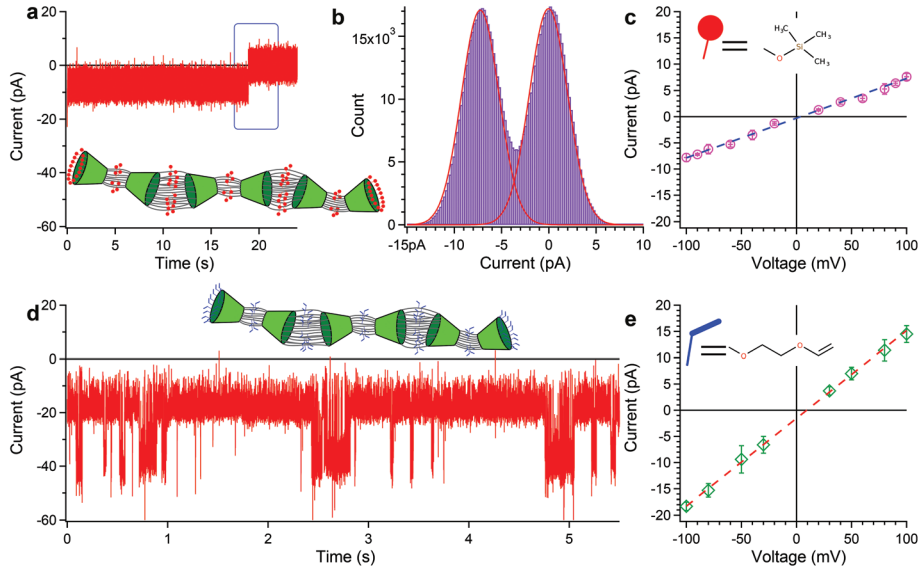 a
Current (pA)
20
0
-20
-40
-60
0
5
10
15
20
Time (s)
b
Count
15x10³
10
5
0
-15pA
-10
-5
0
5
10
Current (pA)
c
Current (pA)
20
15
10
5
0
-5
-10
-15
-20
-100
-50
0
50
100
Voltage (mV)
CH₃
H₃C
Si
O
CH₃
d
Current (pA)
20
0
-20
-40
-60
0
1
2
3
4
5
Time (s)
e
Current (pA)
20
15
10
5
0
-5
-10
-15
-20
-100
-50
0
50
100
Voltage (mV)
O
O